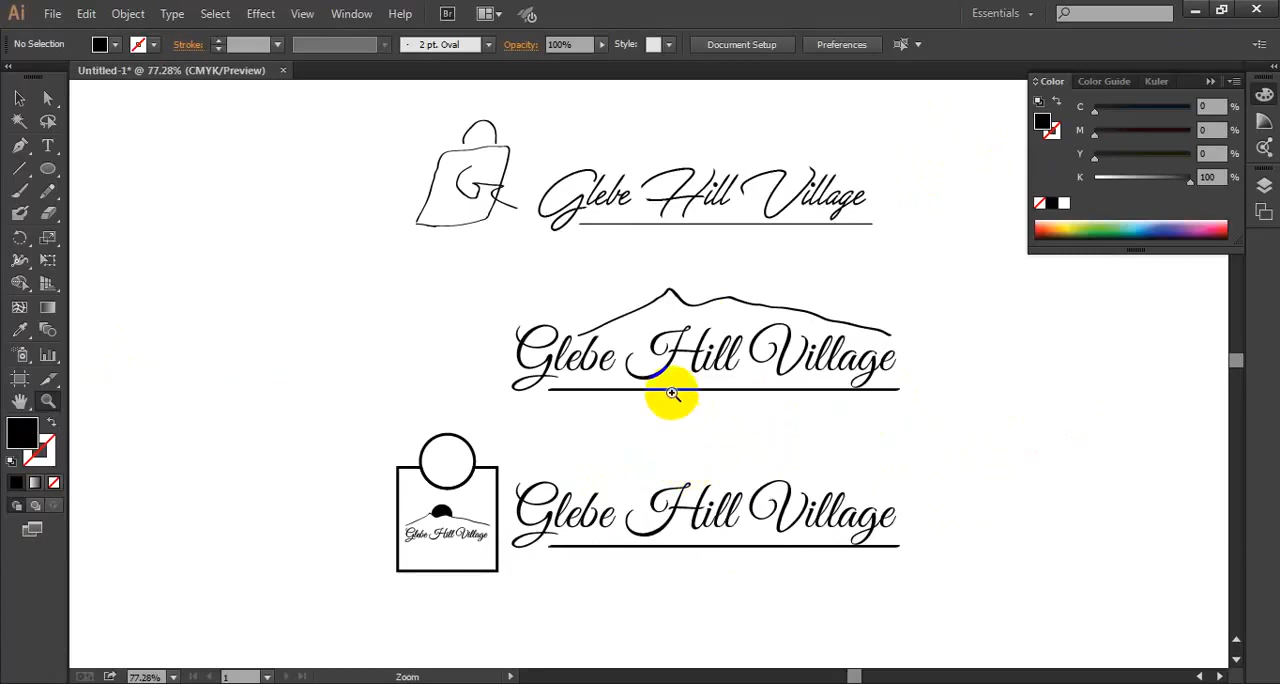 Ai File Edit Object Type Select Effect View Window Help Br Essentials
No Selection Stroke: 2 pt. Oval Opacity: 100% Style: Document Setup Preferences
Untitled-1* @ 77.28% (CMYK/Preview)
Color Color Guide Kuler
C 0 %
M 0 %
Y 0 %
K 100 %
G
Glebe Hill Village
Glebe Hill Village
Glebe Hill Village
Glebe Hill Village
77.28% 1 Zoom